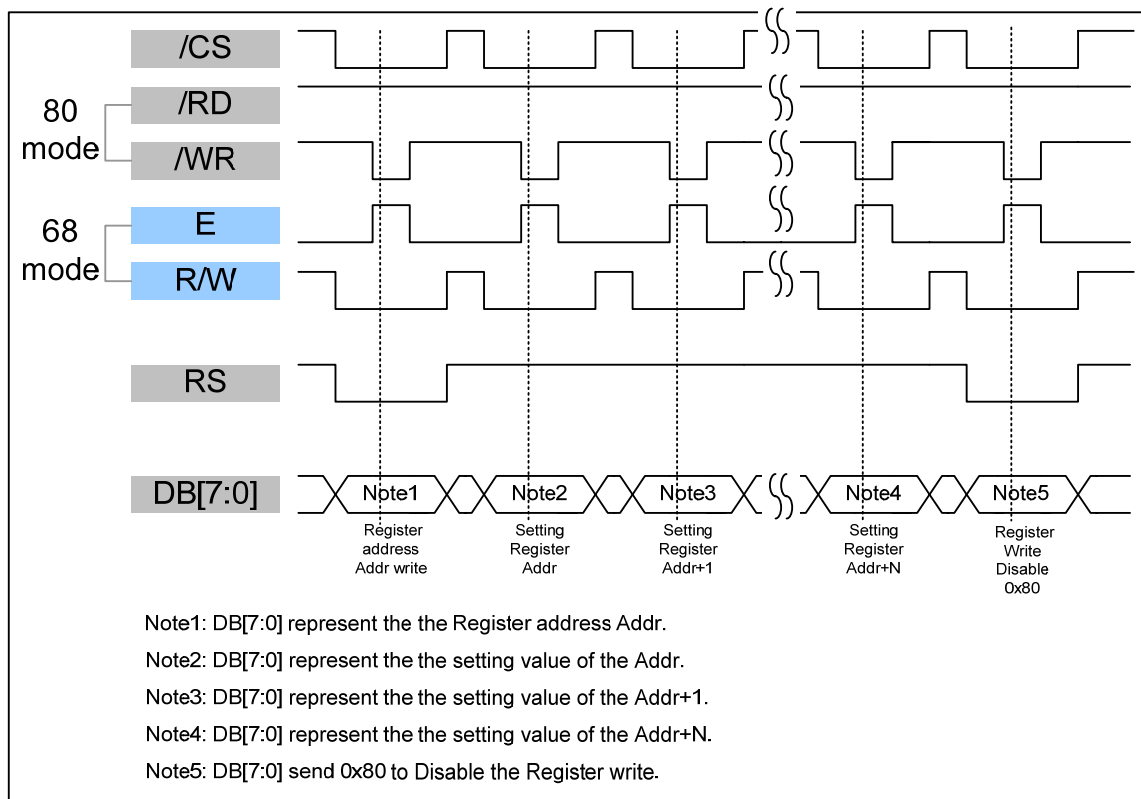 /CS
80
mode
/RD
/WR
68
mode
E
R/W
RS
DB[7:0]
Note1
Note2
Note3
Note4
Note5
Register
address
Addr write
Setting
Register
Addr
Setting
Register
Addr+1
Setting
Register
Addr+N
Register
Write
Disable
0x80
Note1: DB[7:0] represent the the Register address Addr.
Note2: DB[7:0] represent the the setting value of the Addr.
Note3: DB[7:0] represent the the setting value of the Addr+1.
Note4: DB[7:0] represent the the setting value of the Addr+N.
Note5: DB[7:0] send 0x80 to Disable the Register write.